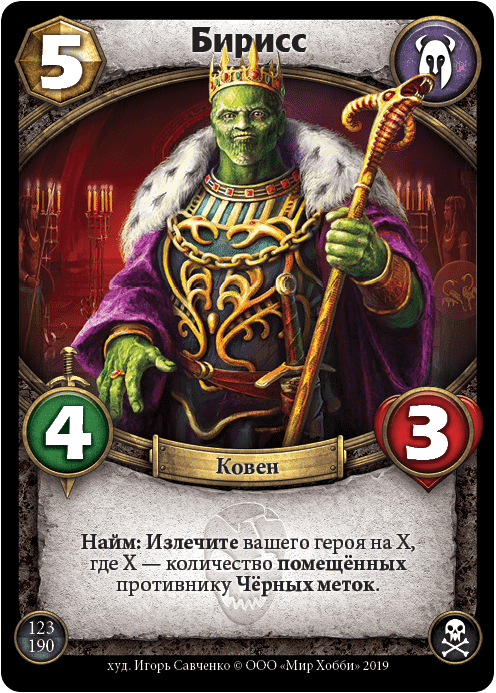 5
Бирисс
4
3
Ковен
Найм: Излечите вашего героя на X,
где X — количество помещённых
противнику Чёрных меток.
123
190
худ. Игорь Савченко © ООО «Мир Хобби» 2019